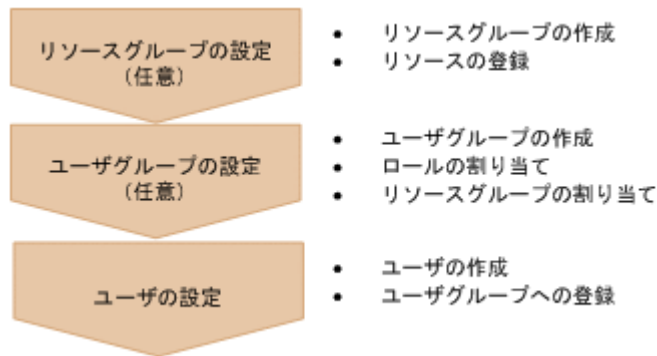 リソースグループの設定
(任意)
• リソースグループの作成
• リソースの登録
ユーザグループの設定
(任意)
• ユーザグループの作成
• ロールの割り当て
• リソースグループの割り当て
ユーザの設定
• ユーザの作成
• ユーザグループへの登録